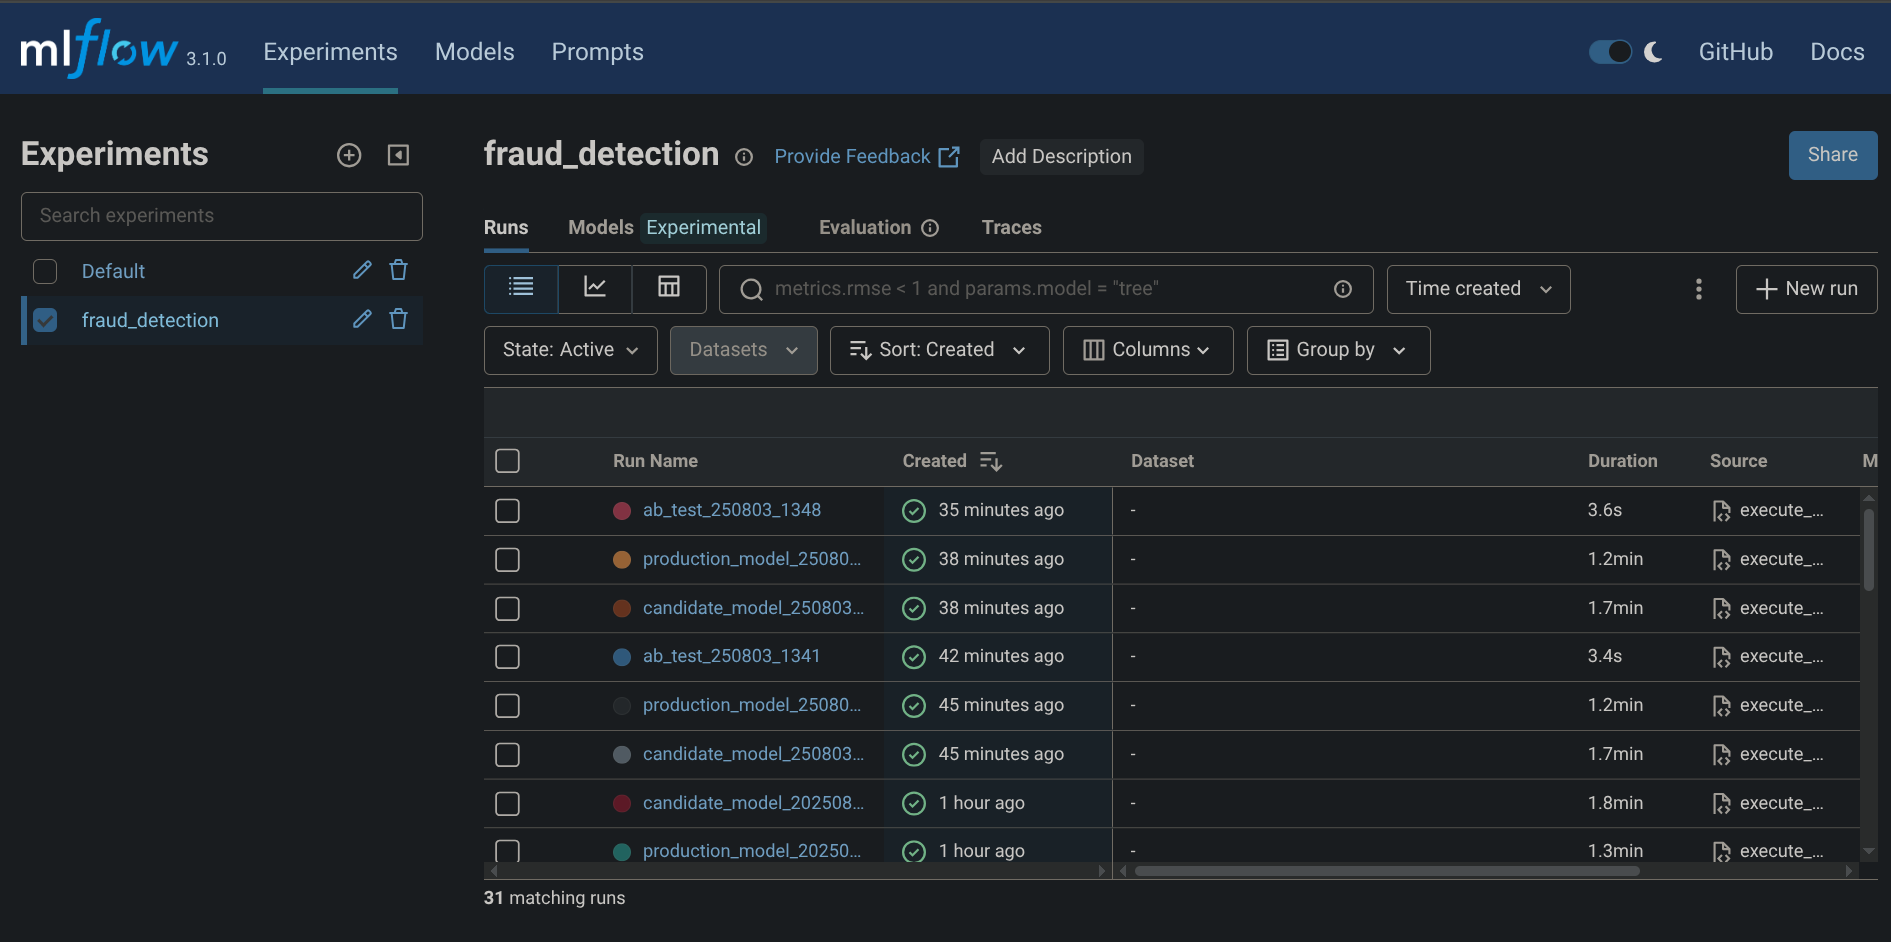 mlflow 3.1.0 Experiments Models Prompts GitHub Docs
Experiments
Search experiments
Default
fraud_detection
fraud_detection Provide Feedback Add Description Share
Runs Models Experimental Evaluation Traces
metrics.rmse < 1 and params.model = "tree" Time created New run
State: Active Datasets Sort: Created Columns Group by
Run Name Created Dataset Duration Source M
ab_test_250803_1348 35 minutes ago - 3.6s execute_...
production_model_25080... 38 minutes ago - 1.2min execute_...
candidate_model_250803... 38 minutes ago - 1.7min execute_...
ab_test_250803_1341 42 minutes ago - 3.4s execute_...
production_model_25080... 45 minutes ago - 1.2min execute_...
candidate_model_250803... 45 minutes ago - 1.7min execute_...
candidate_model_202508... 1 hour ago - 1.8min execute_...
production_model_20250... 1 hour ago - 1.3min execute_...
31 matching runs